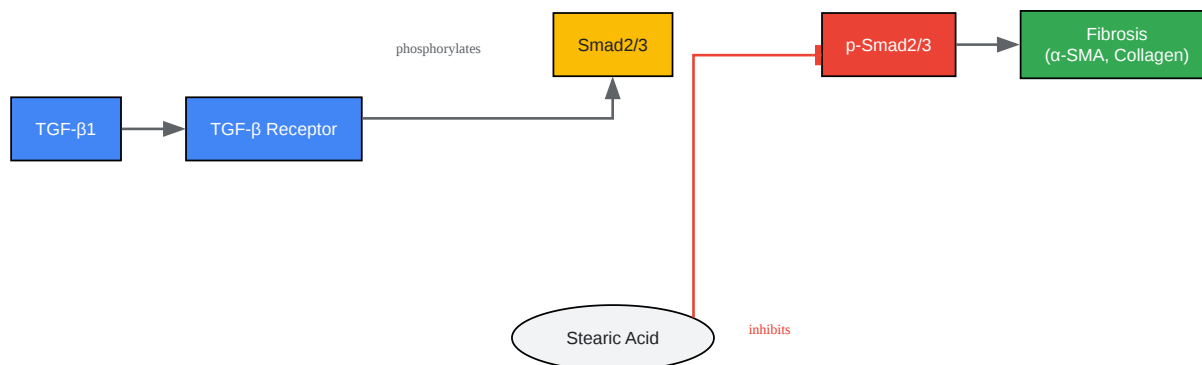 phosphorylates
Smad2/3
p-Smad2/3
Fibrosis
(α-SMA, Collagen)
TGF-β1
TGF-β Receptor
Stearic Acid
inhibits